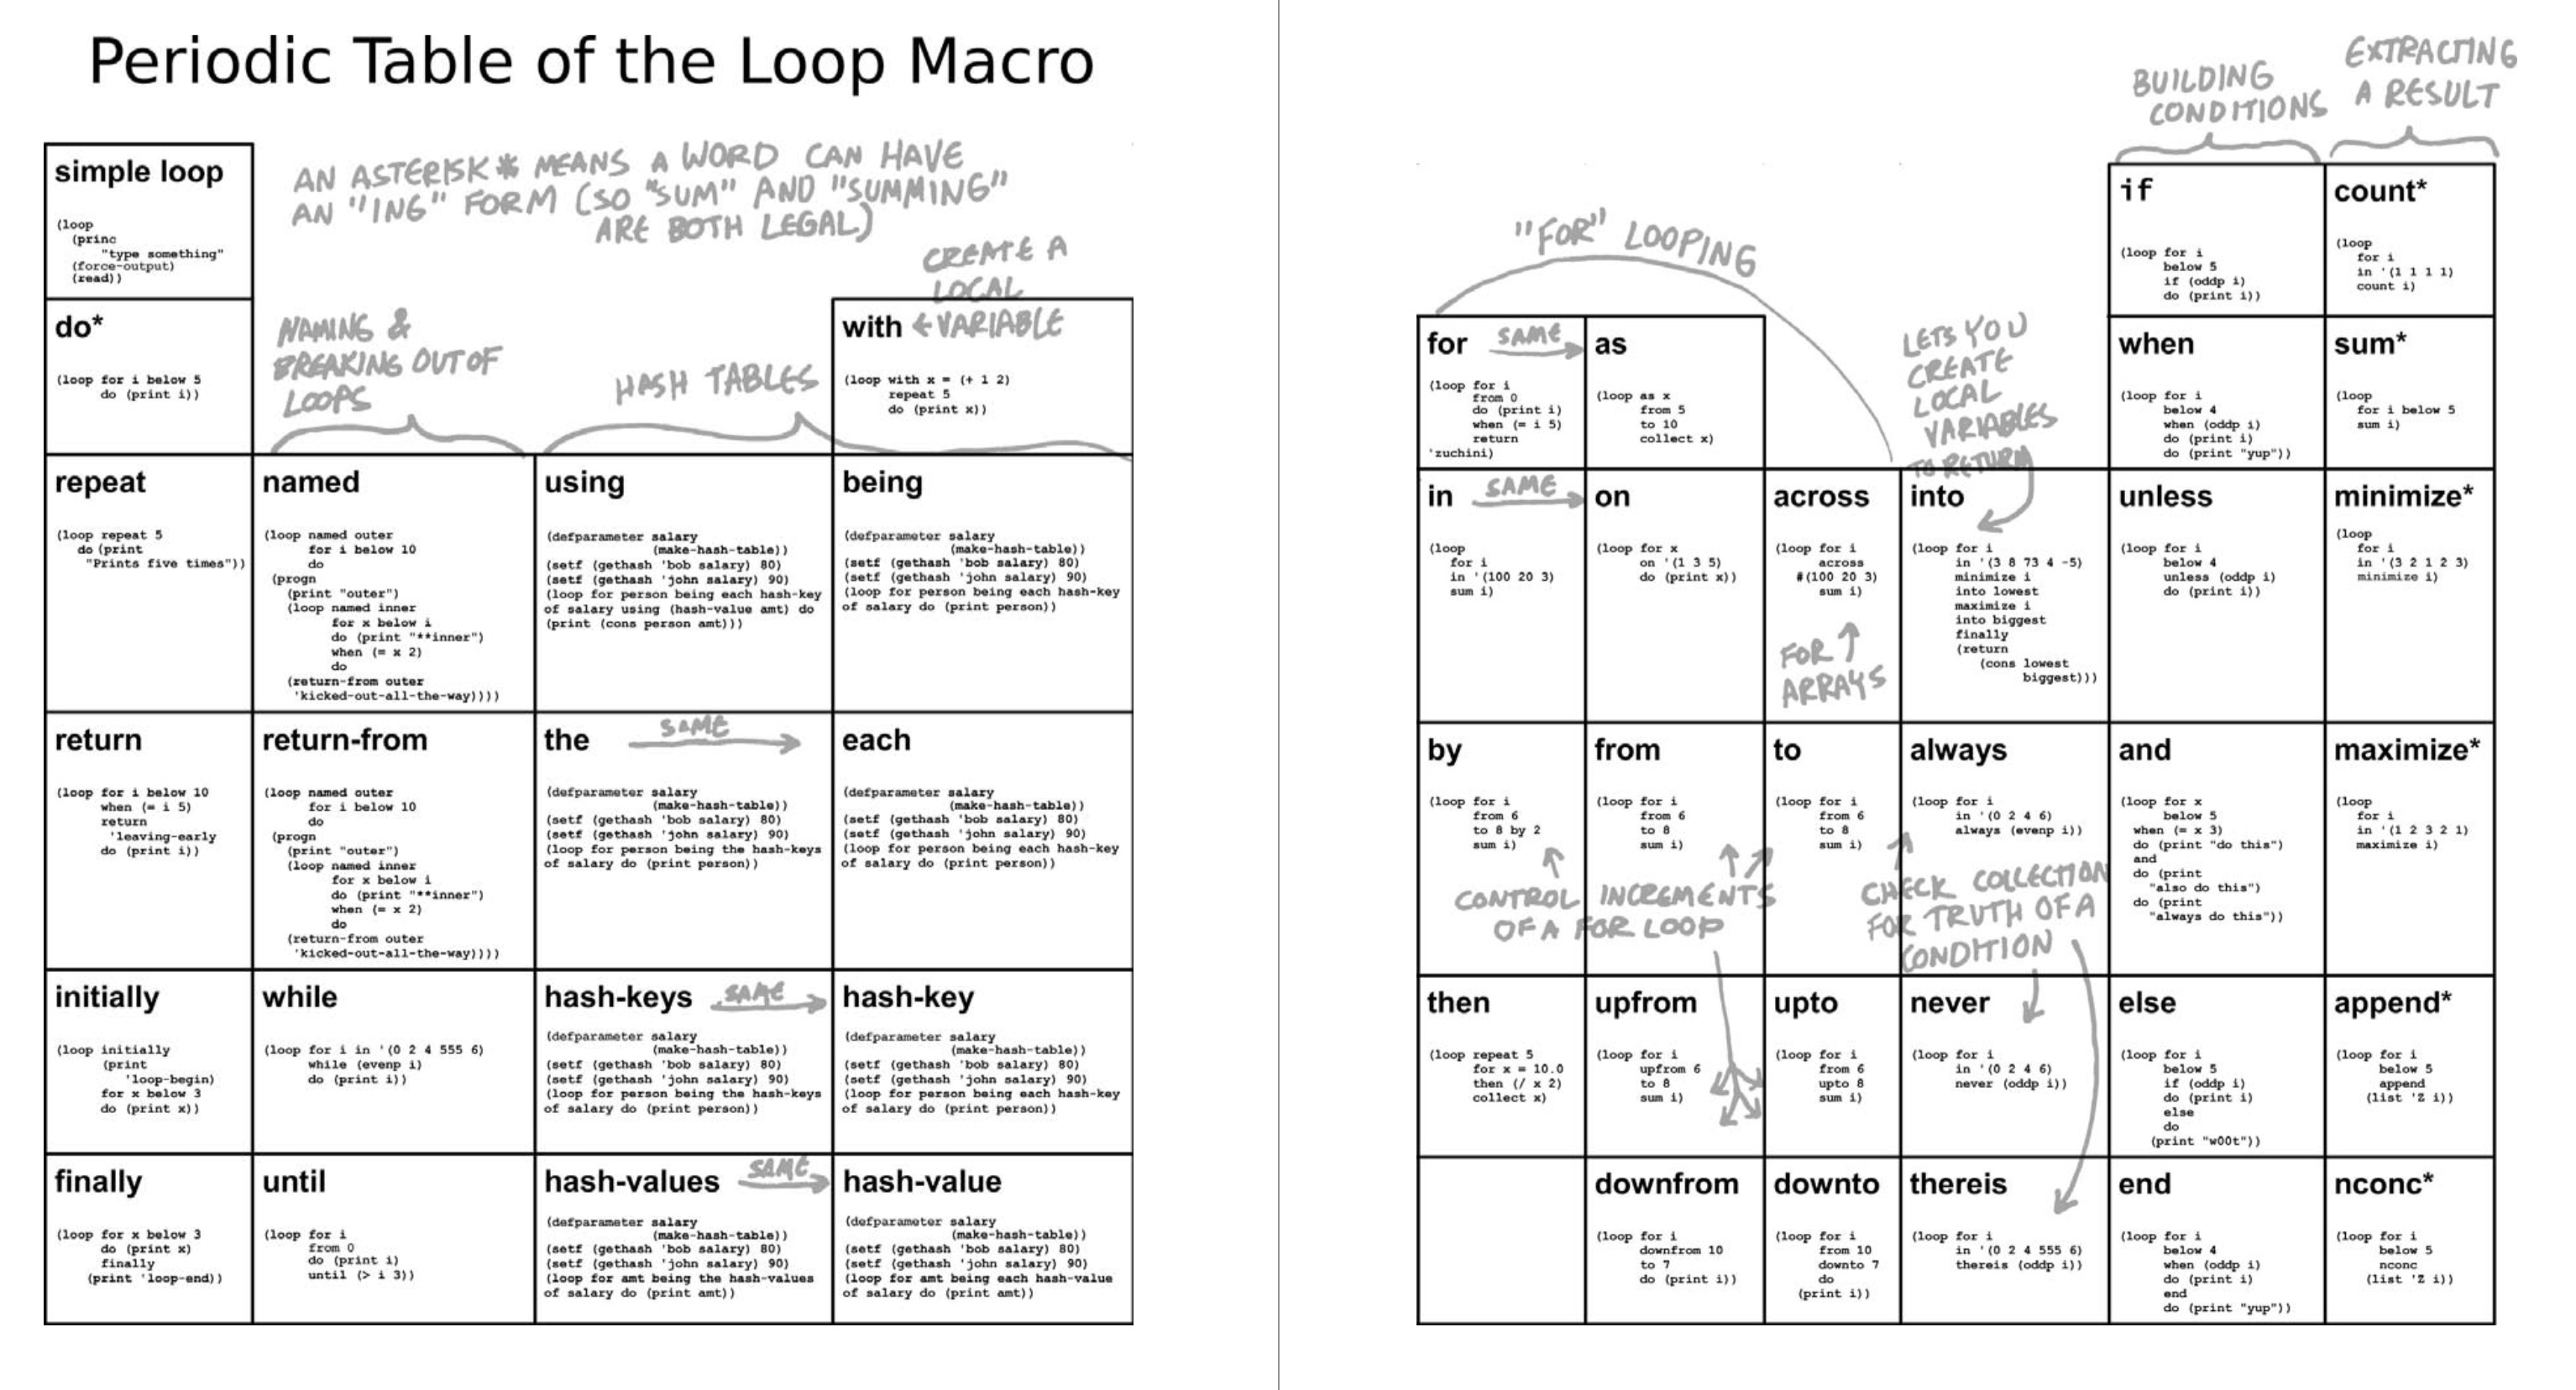 Periodic Table of the Loop Macro
AN ASTERISK * MEANS A WORD CAN HAVE
AN "ING" FORM (SO "SUM" AND "SUMMING"
ARE BOTH LEGAL)
simple loop
(loop
(princ
"type something"
(force-output)
(read))
do*
(loop for i below 5
do (print i))
NAMING &
BREAKING OUT OF
LOOPS
HASH TABLES
CREATE A
LOCAL
with ← VARIABLE
(loop with x = (+ 1 2)
repeat 5
do (print x))
repeat
(loop repeat 5
do (print
"Prints five times"))
named
(loop named outer
for i below 10
do
(progn
(print "outer")
(loop named inner
for x below i
do (print "**inner")
when (= x 2)
do
(return-from outer
'kicked-out-all-the-way))))
using
(defparameter salary
(make-hash-table))
(setf (gethash 'bob salary) 80)
(setf (gethash 'john salary) 90)
(loop for person being each hash-key
of salary using (hash-value amt) do
(print (cons person amt)))
being
(defparameter salary
(make-hash-table))
(setf (gethash 'bob salary) 80)
(setf (gethash 'john salary) 90)
(loop for person being each hash-key
of salary do (print person))
return
(loop for i below 10
when (= i 5)
return
'leaving-early
do (print i))
return-from
(loop named outer
for i below 10
do
(progn
(print "outer")
(loop named inner
for x below i
do (print "**inner")
when (= x 2)
do
(return-from outer
'kicked-out-all-the-way))))
the SAME →
(defparameter salary
(make-hash-table))
(setf (gethash 'bob salary) 80)
(setf (gethash 'john salary) 90)
(loop for person being the hash-keys
of salary do (print person))
each
(defparameter salary
(make-hash-table))
(setf (gethash 'bob salary) 80)
(setf (gethash 'john salary) 90)
(loop for person being each hash-key
of salary do (print person))
initially
(loop initially
(print
'loop-begin)
for x below 3
do (print x))
while
(loop for i in '(0 2 4 555 6)
while (evenp i)
do (print i))
hash-keys SAME →
(defparameter salary
(make-hash-table))
(setf (gethash 'bob salary) 80)
(setf (gethash 'john salary) 90)
(loop for person being the hash-keys
of salary do (print person))
hash-key
(defparameter salary
(make-hash-table))
(setf (gethash 'bob salary) 80)
(setf (gethash 'john salary) 90)
(loop for person being each hash-key
of salary do (print person))
finally
(loop for x below 3
do (print x)
finally
(print 'loop-end))
until
(loop for i
from 0
do (print i)
until (> i 3))
hash-values SAME →
(defparameter salary
(make-hash-table))
(setf (gethash 'bob salary) 80)
(setf (gethash 'john salary) 90)
(loop for amt being the hash-values
of salary do (print amt))
hash-value
(defparameter salary
(make-hash-table))
(setf (gethash 'bob salary) 80)
(setf (gethash 'john salary) 90)
(loop for amt being each hash-value
of salary do (print amt))
BUILDING
CONDITIONS
EXTRACTING
A RESULT
"FOR" LOOPING
if
(loop for i
below 5
if (oddp i)
do (print i))
count*
(loop
for i
in '(1 1 1 1)
count i)
for SAME →
(loop for i
from 0
do (print i)
when (= i 5)
return
'zuchini)
as
(loop as x
from 5
to 10
collect x)
LETS YOU
CREATE
LOCAL
VARIABLES
TO RETURN
when
(loop for i
below 4
when (oddp i)
do (print i)
do (print "yup"))
sum*
(loop
for i below 5
sum i)
in SAME →
(loop
for i
in '(100 20 3)
sum i)
on
(loop for x
on '(1 3 5)
do (print x))
across
(loop for i
across
#(100 20 3)
sum i)
FOR ↑
ARRAYS
into
(loop for i
in '(3 8 73 4 -5)
minimize i
into lowest
maximize i
into biggest
finally
(return
(cons lowest
biggest)))
unless
(loop for i
below 4
unless (oddp i)
do (print i))
minimize*
(loop
for i
in '(3 2 1 2 3)
minimize i)
by
(loop for i
from 6
to 8 by 2
sum i)
from
(loop for i
from 6
to 8
sum i)
to
(loop for i
from 6
to 8
sum i)
CONTROL INCREMENTS
OF A FOR LOOP
always
(loop for i
in '(0 2 4 6)
always (evenp i))
CHECK COLLECTION
FOR TRUTH OF A
CONDITION
and
(loop for x
below 5
when (= x 3)
do (print "do this")
and
do (print
"also do this")
do (print
"always do this"))
maximize*
(loop
for i
in '(1 2 3 2 1)
maximize i)
then
(loop repeat 5
for x = 10.0
then (/ x 2)
collect x)
upfrom
(loop for i
upfrom 6
to 8
sum i)
upto
(loop for i
from 6
upto 8
sum i)
never
(loop for i
in '(0 2 4 6)
never (oddp i))
else
(loop for i
below 5
if (oddp i)
do (print i)
else
do
(print "w00t"))
append*
(loop for i
below 5
append
(list 'Z i))
downfrom
(loop for i
downfrom 10
to 7
do (print i))
downto
(loop for i
from 10
downto 7
do
(print i))
thereis
(loop for i
in '(0 2 4 555 6)
thereis (oddp i))
end
(loop for i
below 4
when (oddp i)
do (print i)
end
do (print "yup"))
nconc*
(loop for i
below 5
nconc
(list 'Z i))